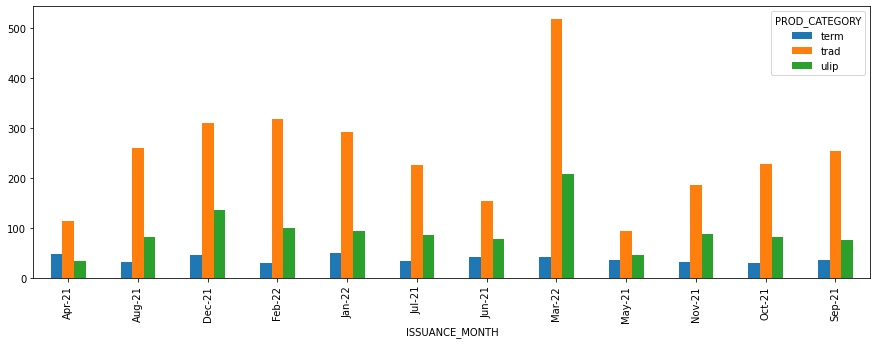 500
400
300
200
100
0
PROD_CATEGORY
term
trad
ulip
Apr-21
Aug-21
Dec-21
Feb-22
Jan-22
Jul-21
Jun-21
Mar-22
May-21
Nov-21
Oct-21
Sep-21
ISSUANCE_MONTH